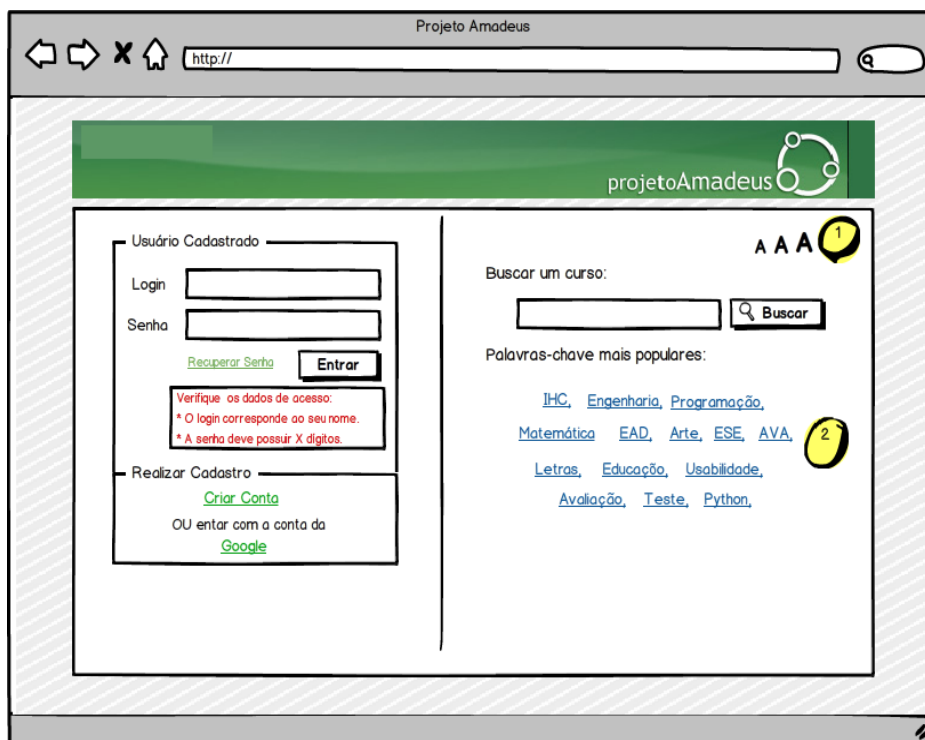 Projeto Amadeus
http://
projetoAmadeus
Usuário Cadastrado
Login
Senha
Recuperar Senha
Entrar
Verifique os dados de acesso:
* O login corresponde ao seu nome.
* A senha deve possuir X dígitos.
Realizar Cadastro
Criar Conta
OU entar com a conta da
Google
A A A 1
Buscar um curso:
Buscar
Palavras-chave mais populares:
IHC, Engenharia, Programação,
Matemática EAD, Arte, ESE, AVA, 2
Letras, Educação, Usabilidade,
Avaliação, Teste, Python,